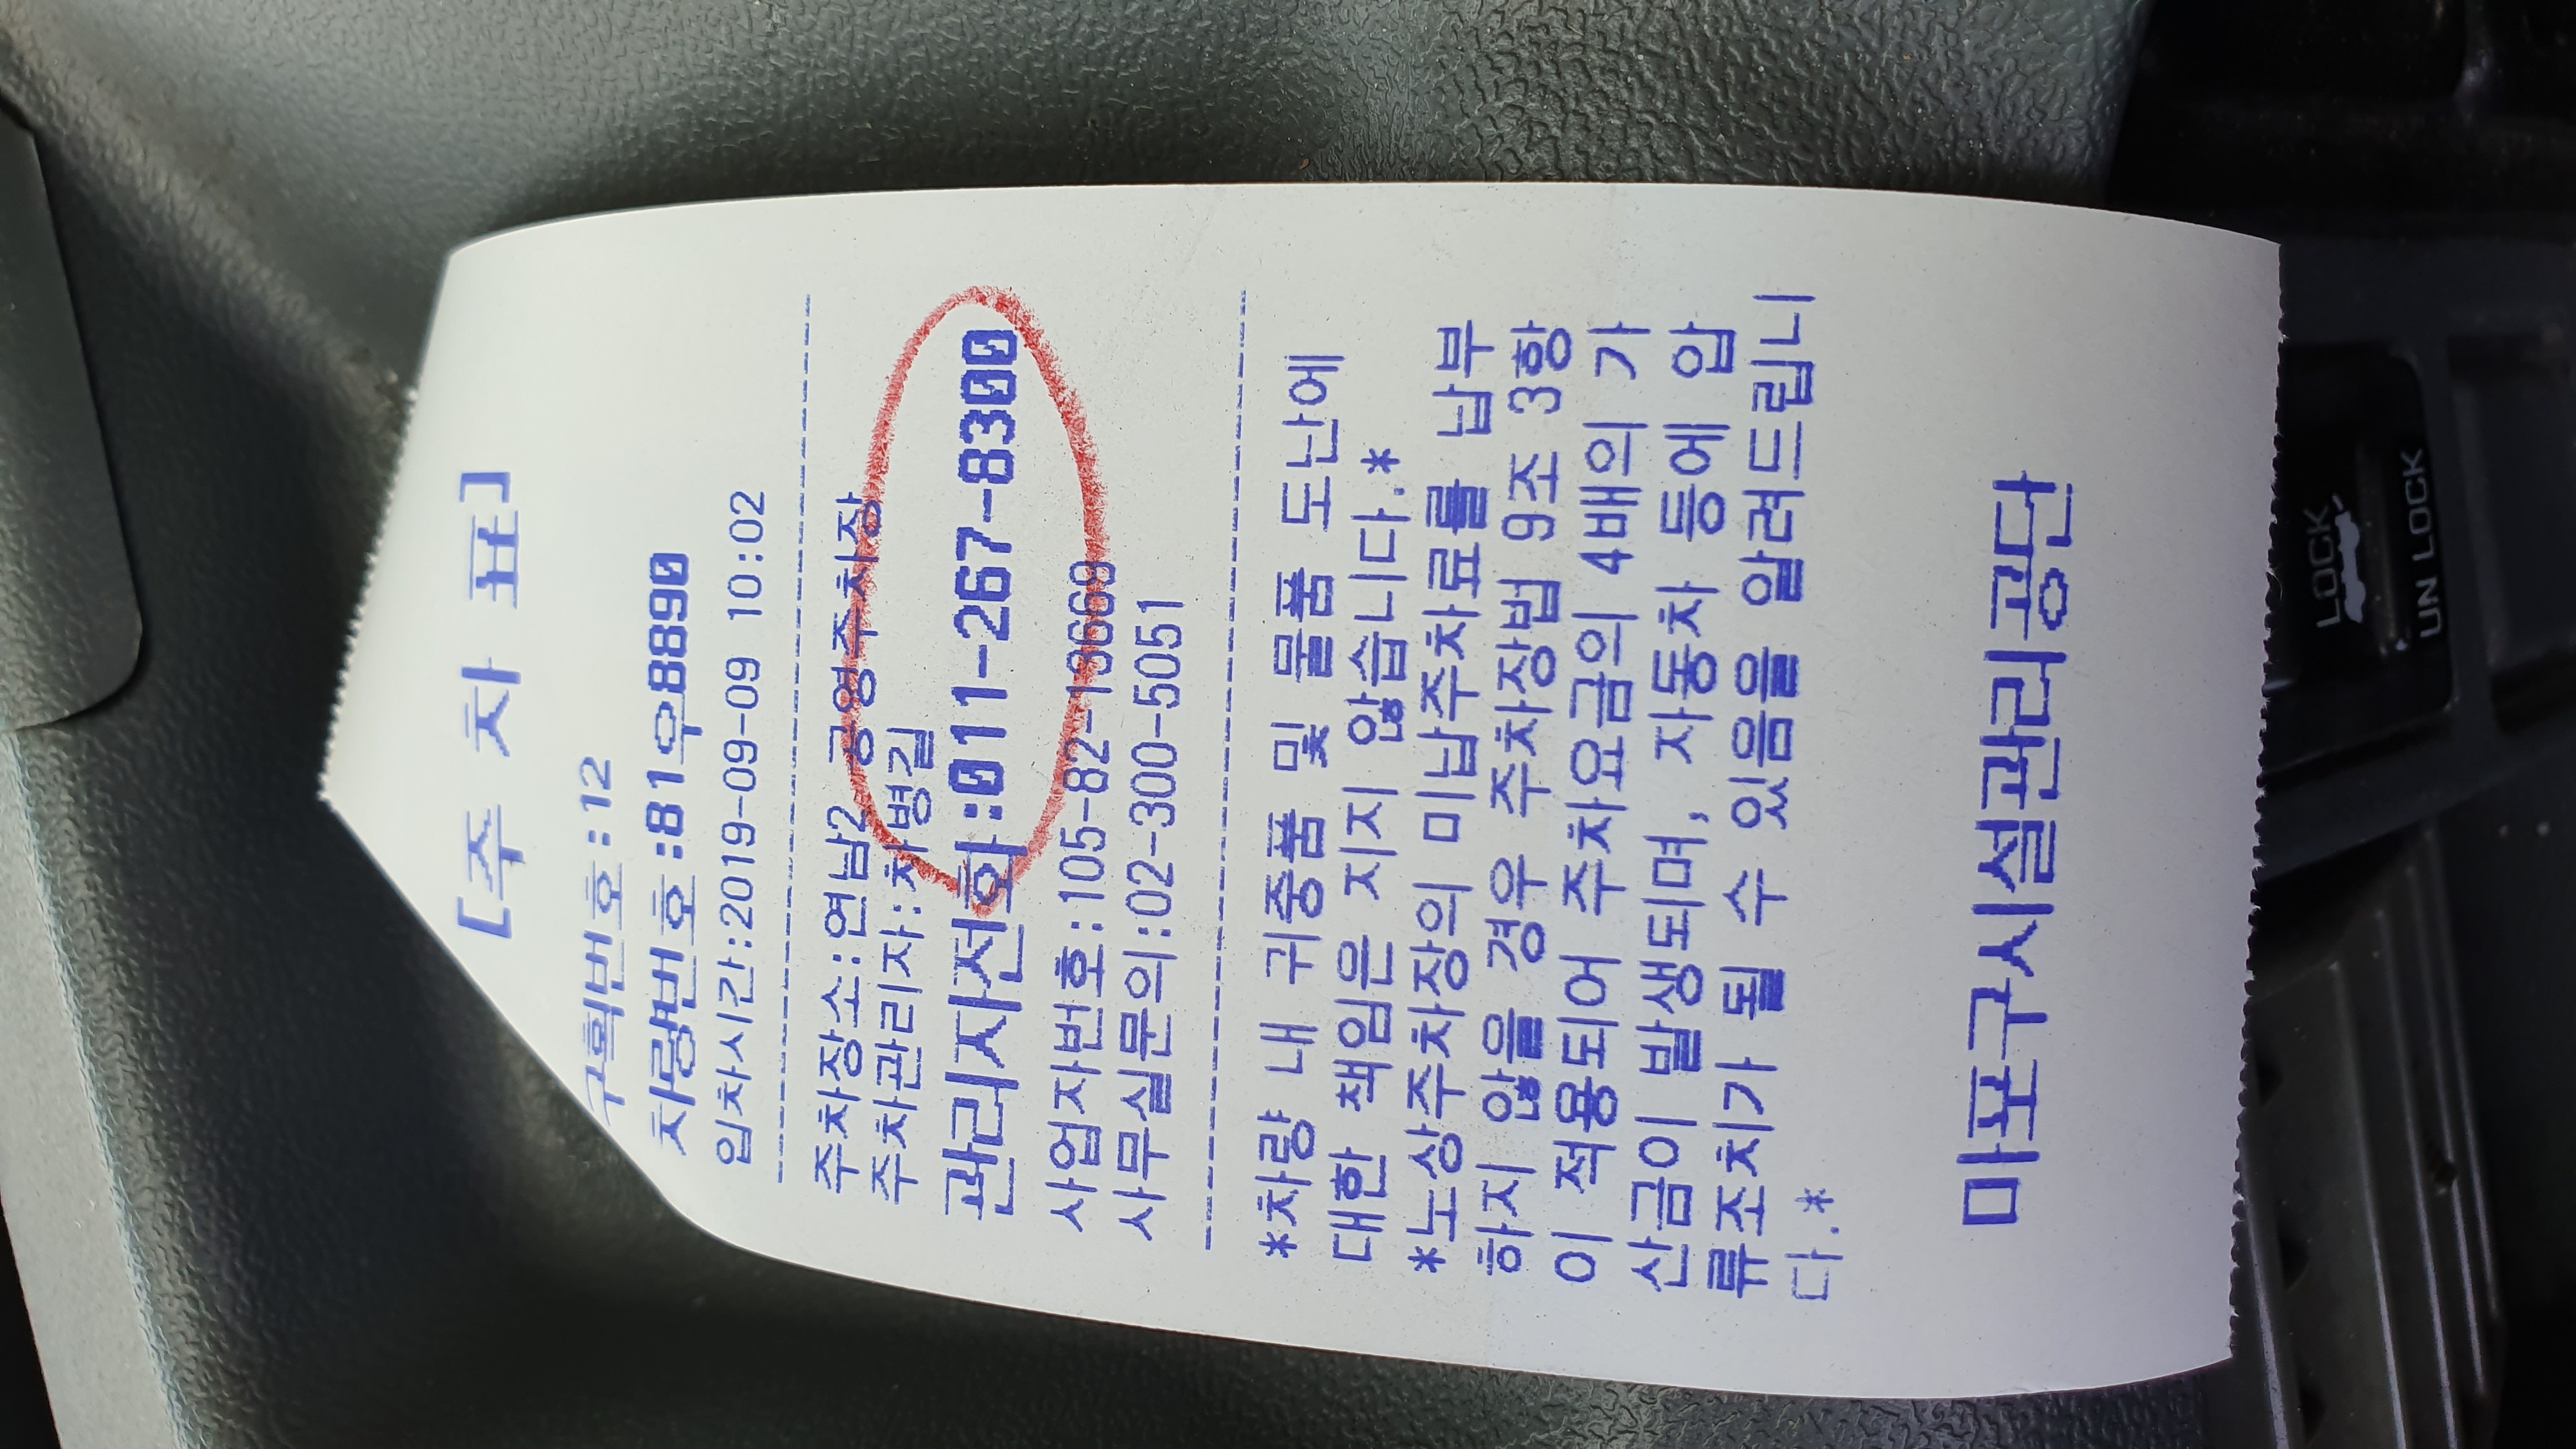 [주 차 표]
구획번호:12
차량번호:81우8890
입차시간:2019-09-09 10:02
주차장소:연남2 공영주차장
주차관리자:차병길
관리자전화:011-267-8300
사업자번호:105-82-13669
사무실문의:02-300-5051
*차량 내 귀중품 및 물품 도난에
대한 책임은 지지 않습니다.*
*노상주차장의 미납주차료를 납부
하지 않을 경우 주차장법 9조 3항
이 적용되어 주차요금의 4배의 가
산금이 발생되며, 자동차 등에 압
류조치가 될 수 있음을 알려드립니
다.*
마포구시설관리공단
LOCK
UN LOCK